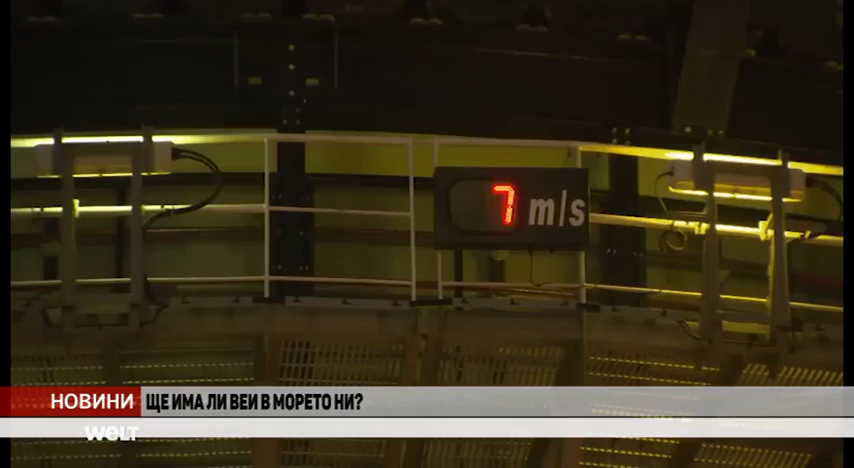 7 m/s
НОВИНИ ЩЕ ИМА ЛИ ВЕИ В МОРЕТО НИ?
WELT